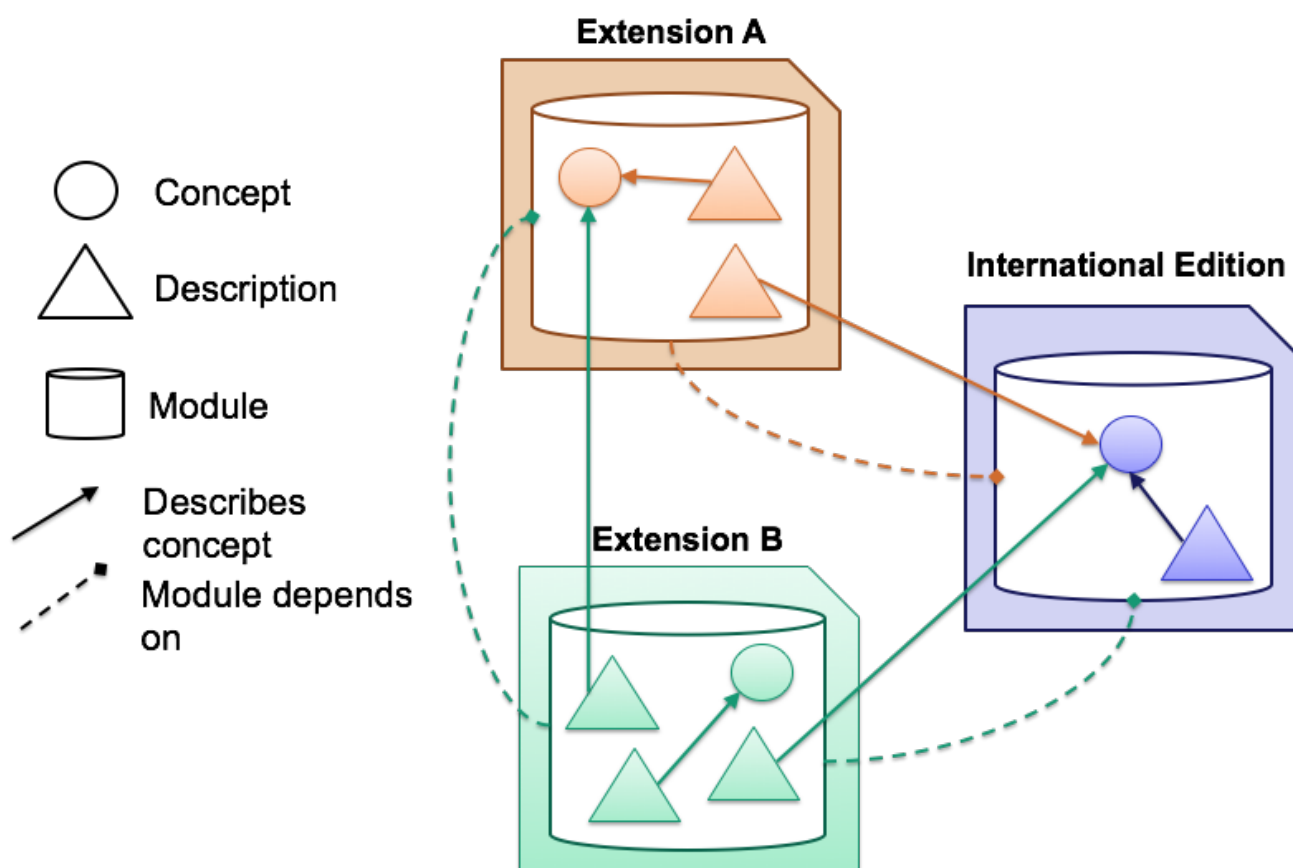 Extension A
Concept
Description
Module
Describes
concept
Module depends
on
International Edition
Extension B